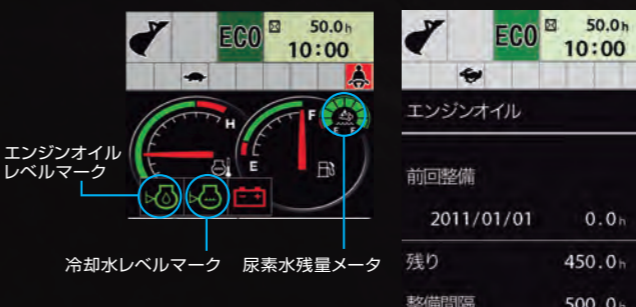 ECO
50.0h
10:00
H
F
E
F E
エンジンオイル
レベルマーク
冷却水レベルマーク
尿素水残量メータ
ECO
50.0h
10:00
エンジンオイル
前回整備
2011/01/01 0.0h
残り 450.0h
整備間隔 500.0h